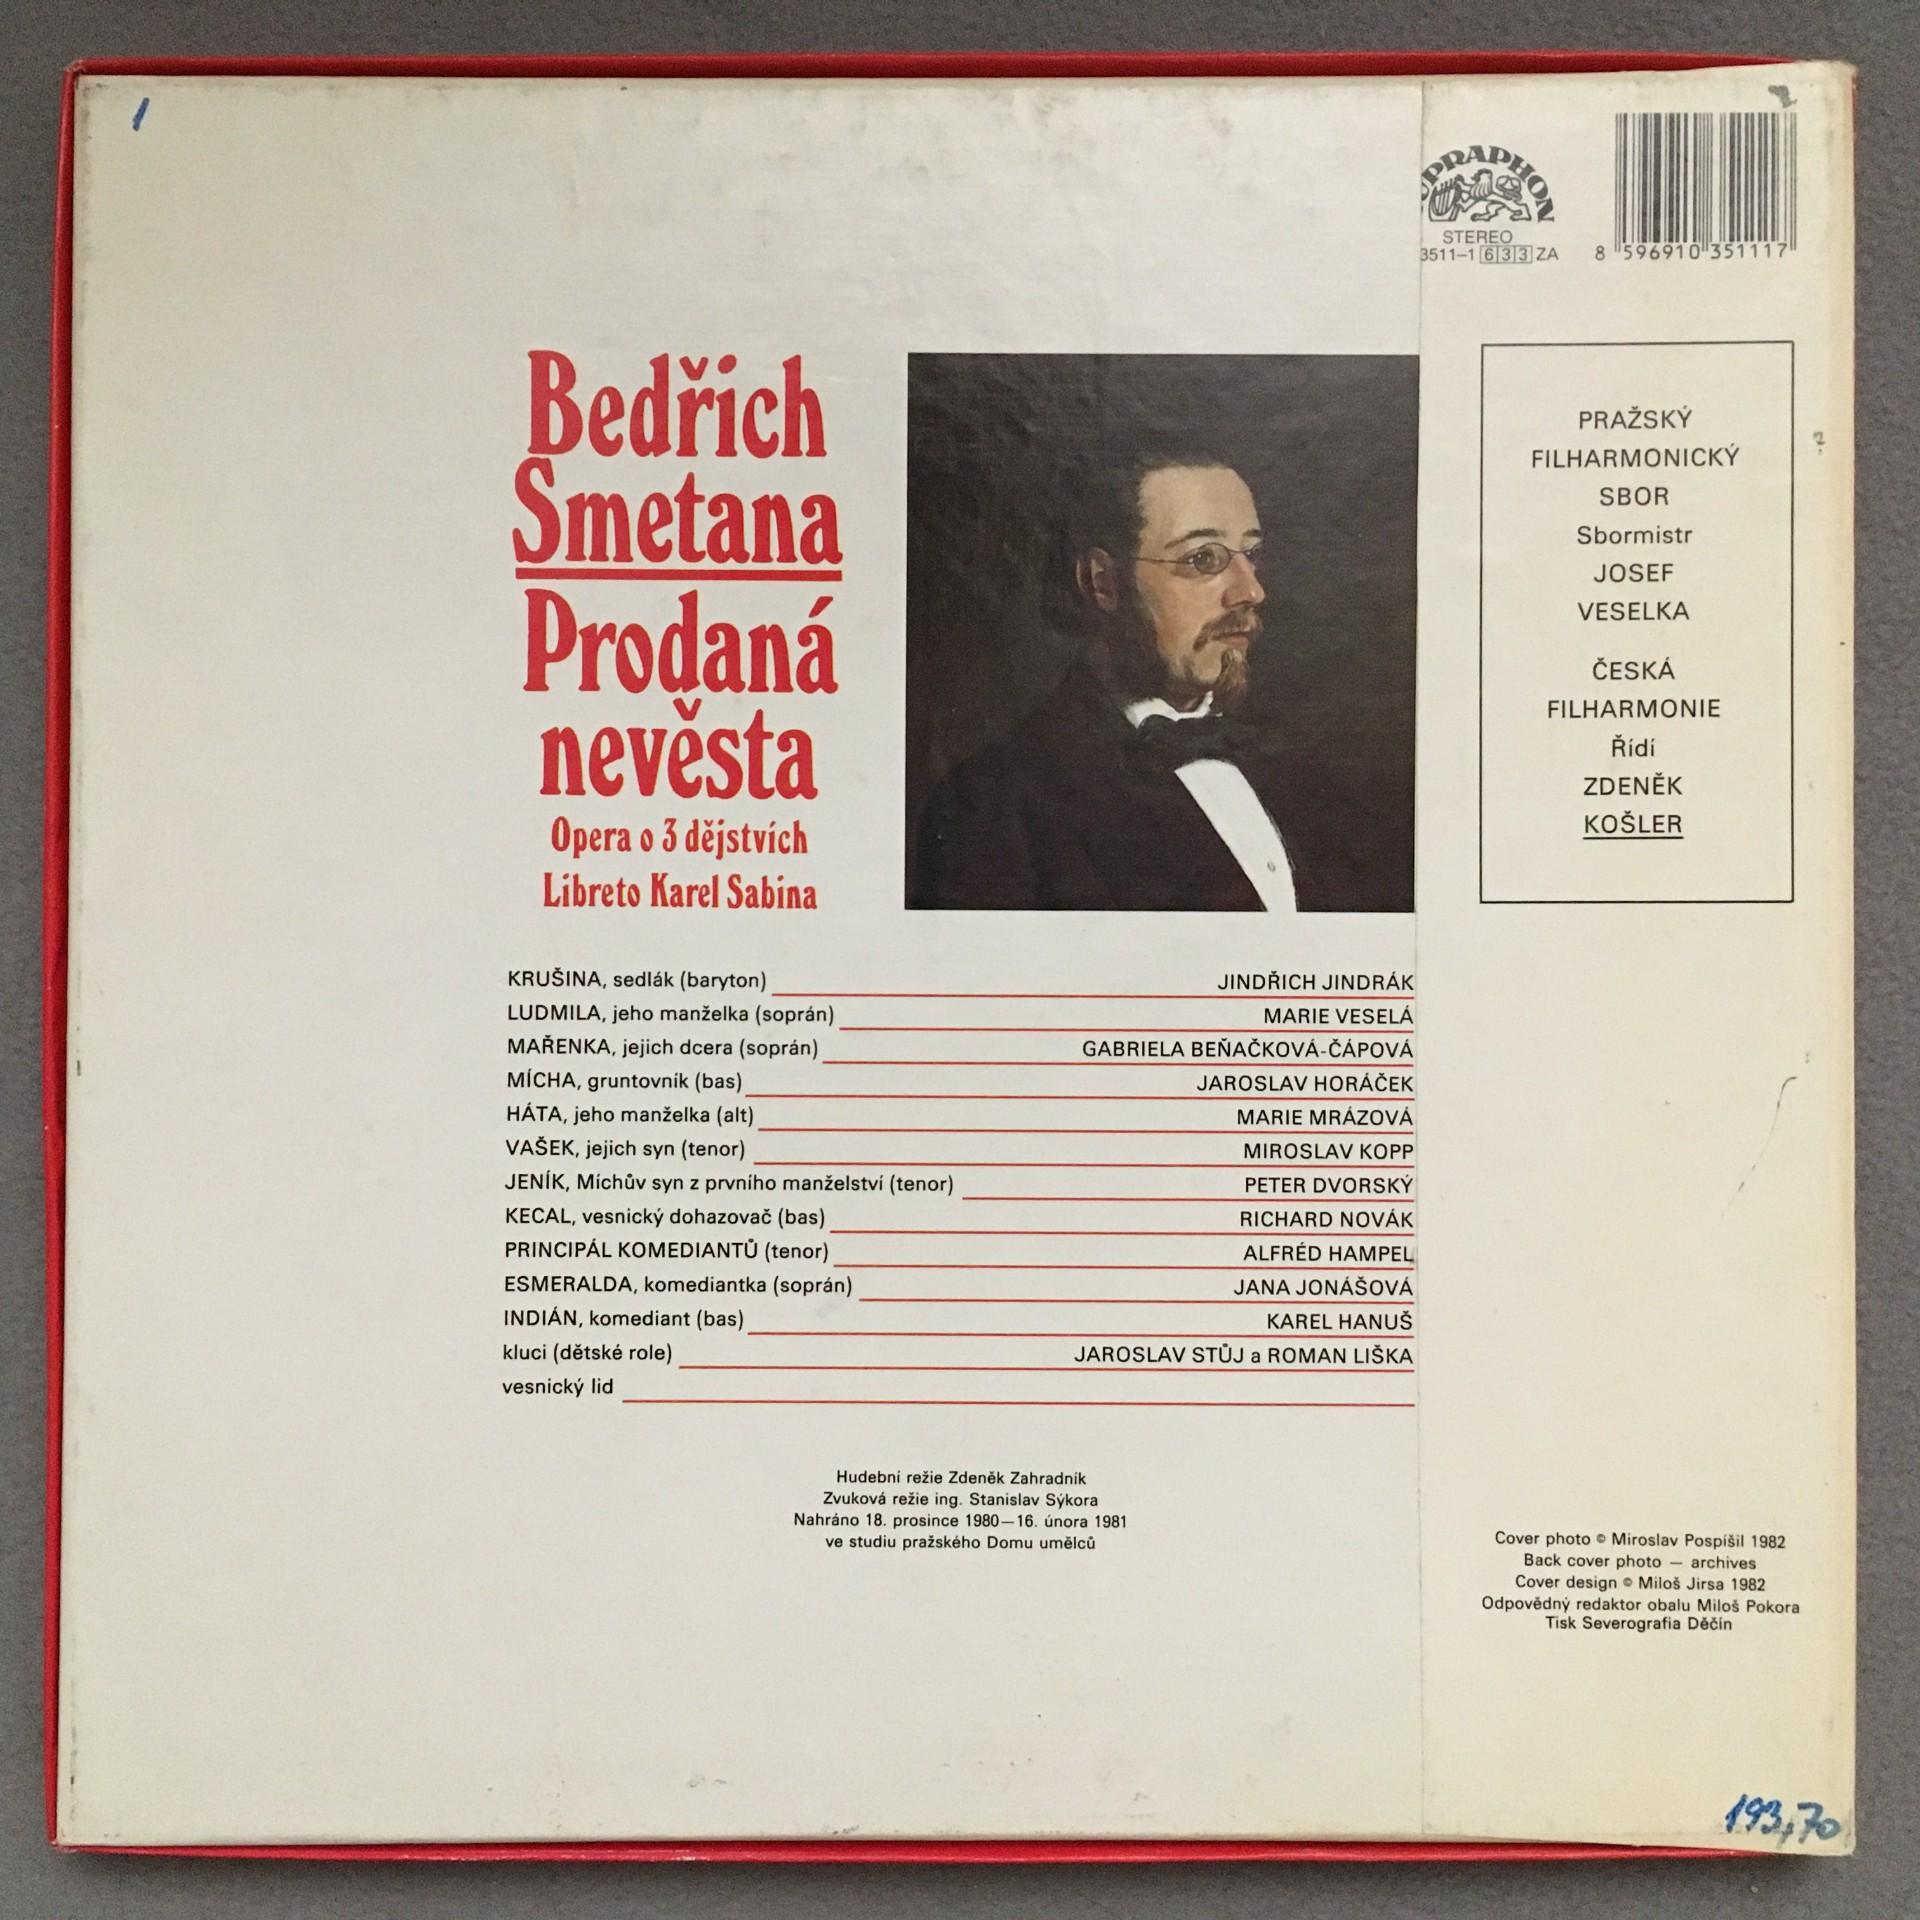 1
SUPRAPHON
STEREO
3511–1 633 ZA
8 596910 351117
Bedřich
Smetana
Prodaná
nevěsta
Opera o 3 dějstvích
Libreto Karel Sabina
PRAŽSKÝ
FILHARMONICKÝ
SBOR
Sbormistr
JOSEF
VESELKA
ČESKÁ
FILHARMONIE
Řídí
ZDENĚK
KOŠLER
KRUŠINA, sedlák (baryton) JINDŘICH JINDRÁK
LUDMILA, jeho manželka (soprán) MARIE VESELÁ
MAŘENKA, jejich dcera (soprán) GABRIELA BEŇAČKOVÁ-ČÁPOVÁ
MÍCHA, gruntovník (bas) JAROSLAV HORÁČEK
HÁTA, jeho manželka (alt) MARIE MRÁZOVÁ
VAŠEK, jejich syn (tenor) MIROSLAV KOPP
JENÍK, Míchův syn z prvního manželství (tenor) PETER DVORSKÝ
KECAL, vesnický dohazovač (bas) RICHARD NOVÁK
PRINCIPÁL KOMEDIANTŮ (tenor) ALFRÉD HAMPEL
ESMERALDA, komediantka (soprán) JANA JONÁŠOVÁ
INDIÁN, komediant (bas) KAREL HANUŠ
kluci (dětské role) JAROSLAV STŮJ a ROMAN LIŠKA
vesnický lid
Hudební režie Zdeněk Zahradník
Zvuková režie ing. Stanislav Sýkora
Nahráno 18. prosince 1980—16. února 1981
ve studiu pražského Domu umělců
Cover photo © Miroslav Pospíšil 1982
Back cover photo — archives
Cover design © Miloš Jirsa 1982
Odpovědný redaktor obalu Miloš Pokora
Tisk Severografia Děčín
193,70